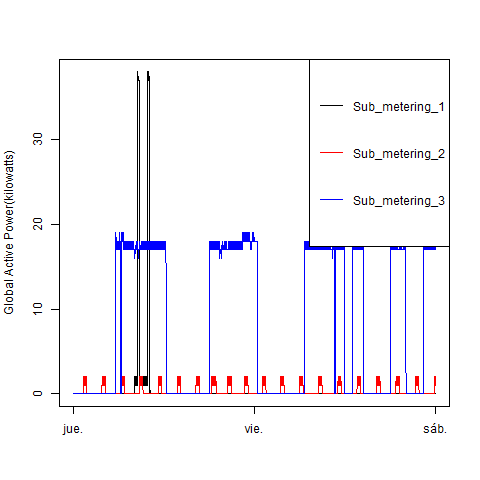 Global Active Power(kilowatts)
30
20
10
0
Sub_metering_1
Sub_metering_2
Sub_metering_3
jue.
vie.
sáb.